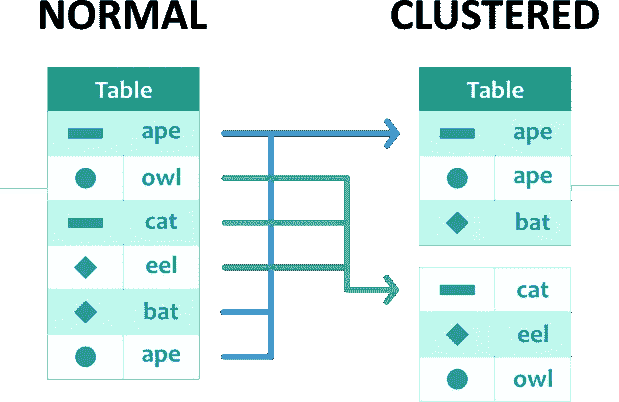 NORMAL
CLUSTERED
Table
ape
owl
cat
eel
bat
ape
Table
ape
ape
bat
cat
eel
owl